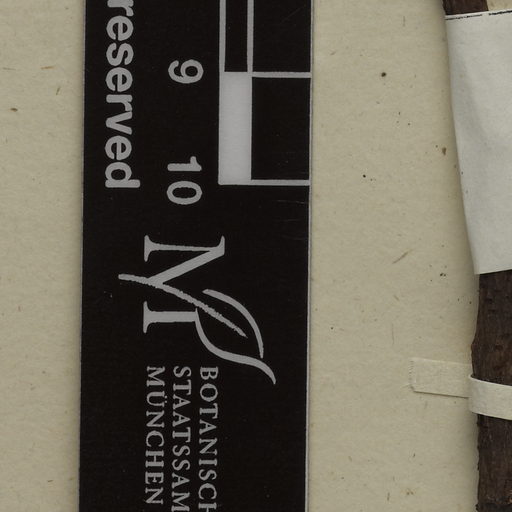 reserved
9
10
M
BOTANISCH
STAATSSAM
MÜNCHEN